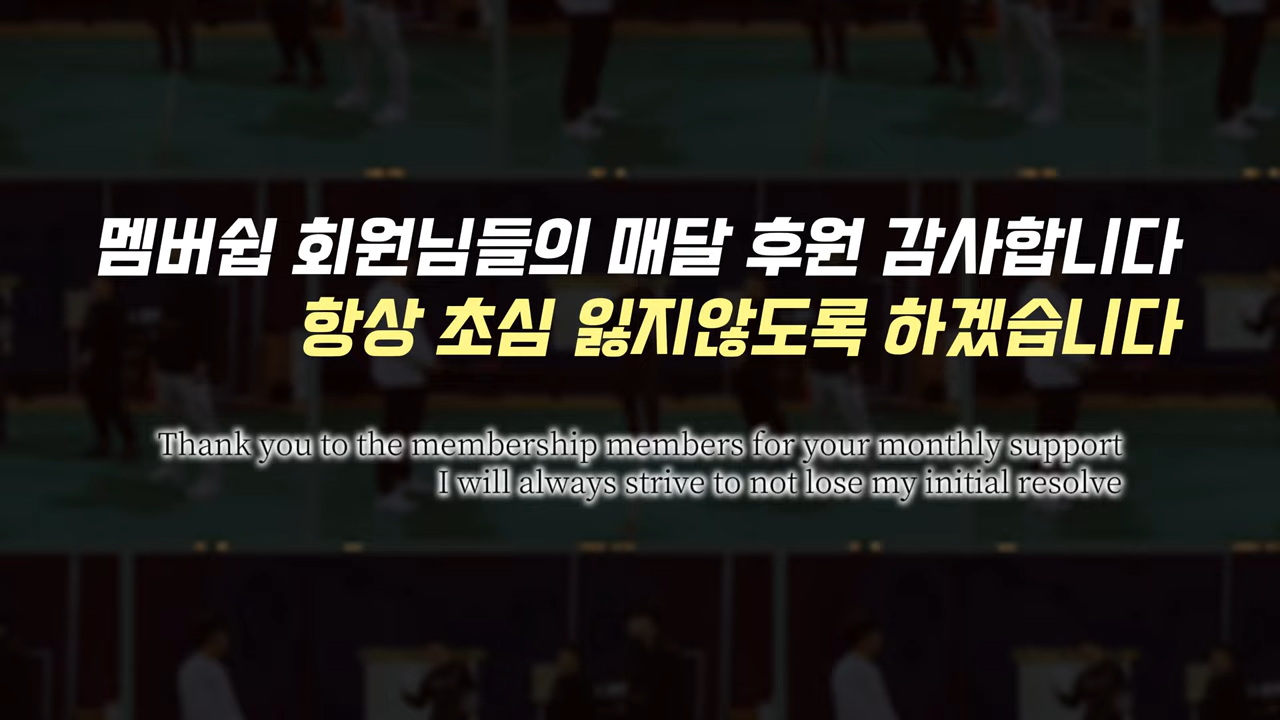 멤버쉽 회원님들의 매달 후원 감사합니다
항상 초심 잃지않도록 하겠습니다
Thank you to the membership members for your monthly support
I will always strive to not lose my initial resolve